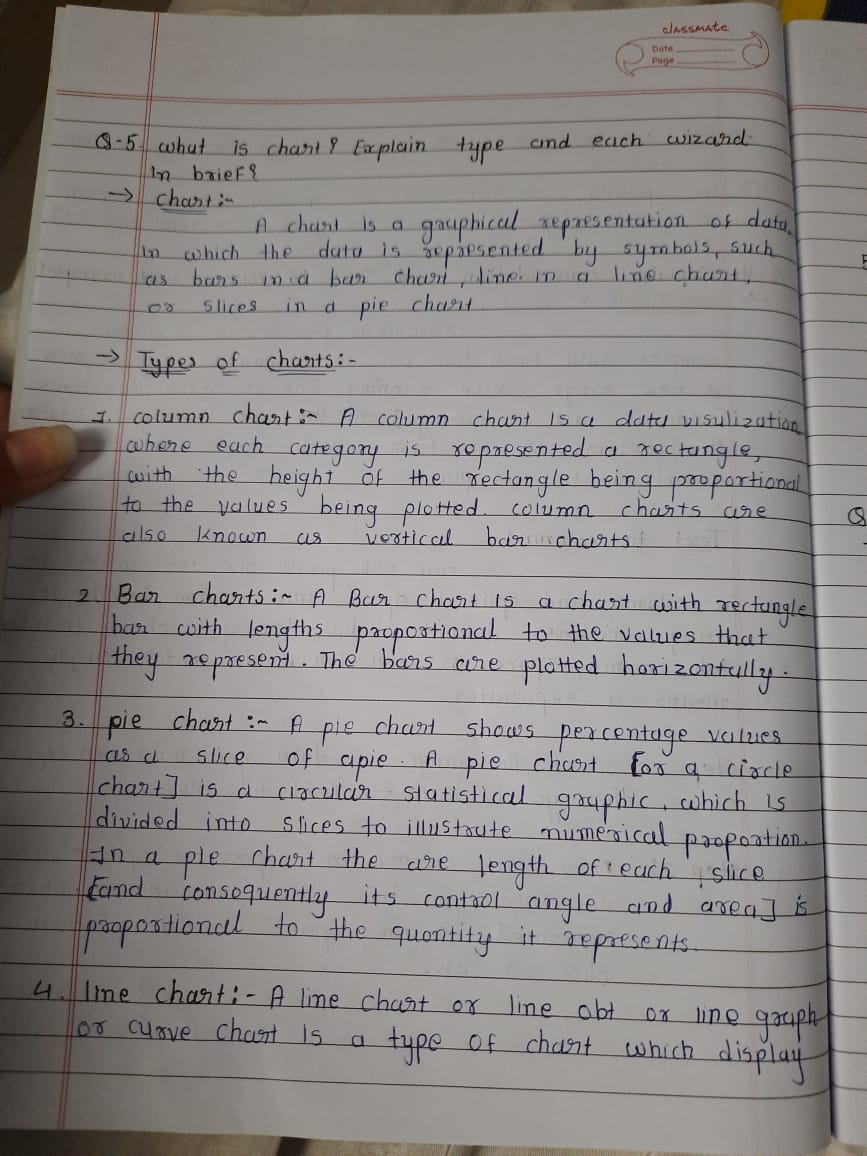 classmate
Date
Page
Q-5. what is chart? Explain type and each wizard
In brief?
→ chart:-
A chart is a graphical representation of data,
In which the data is represented by symbols, such
as bars in a bar chart, line in a line chart,
or slices in a pie chart
→ Types of charts:-
1. column chart:- A column chart is a data visulization
where each category is represented a rectangle,
with the height of the rectangle being proportional
to the values being plotted. column charts are
also known as vertical bar charts.
2. Bar charts:- A Bar chart is a chart with rectangle
bar with lengths proportional to the values that
they represent. The bars are plotted horizontally.
3. pie chart:- A pie chart shows percentage values
as a slice of apie. A pie chart [or a circle
chart] is a circular statistical graphic, which is
divided into slices to illustrate numerical proportion.
In a pie chart the are length of each slice
[and consequently its control angle and area] is
proportional to the quontity it represents.
4. line chart:- A line chart or line obt or line graph
or curve chart is a type of chart which display
Q